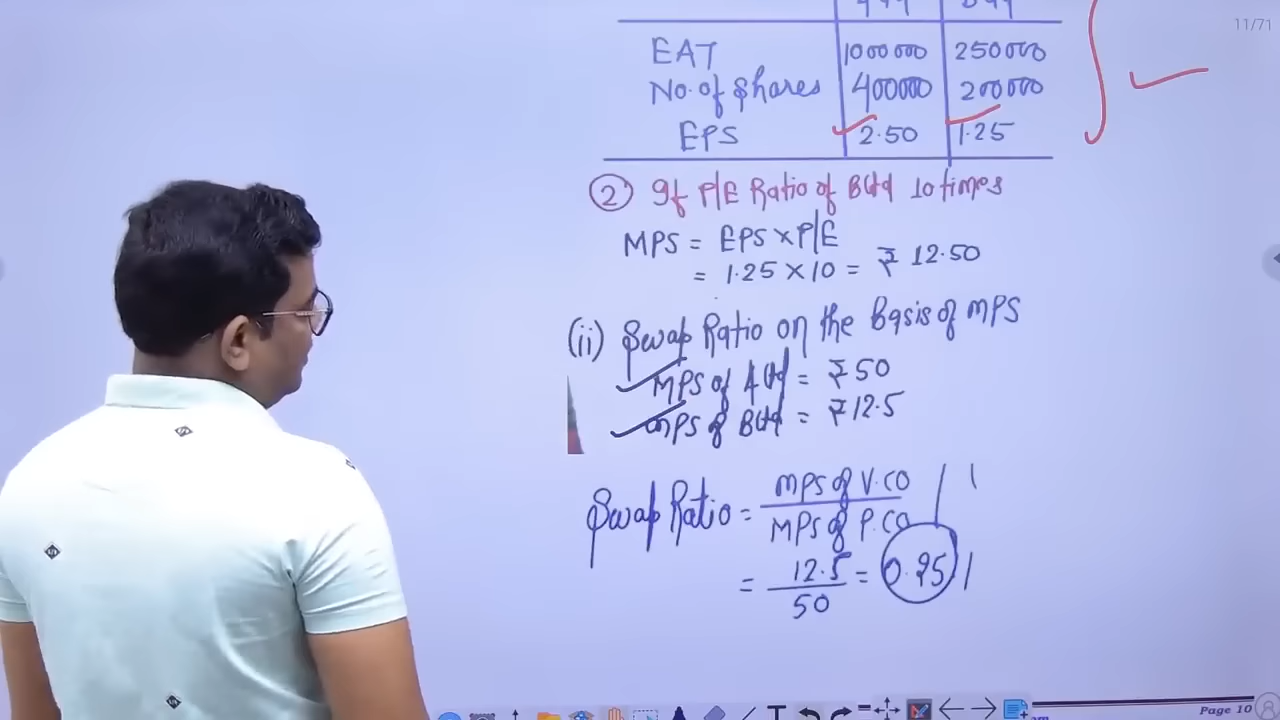 11/71
EAT 1000000 250000
No. of Shares 400000 200000
EPS 2.50 1.25
② If P/E Ratio of B Ltd 10 times
MPS = EPS × P/E
= 1.25 × 10 = ₹ 12.50
(ii) Swap Ratio on the Basis of MPS
MPS of A Ltd = ₹ 50
MPS of B Ltd = ₹ 12.5
Swap Ratio = MPS of V.CO / MPS of P.CO
= 12.5 / 50 = 0.25
Page 10